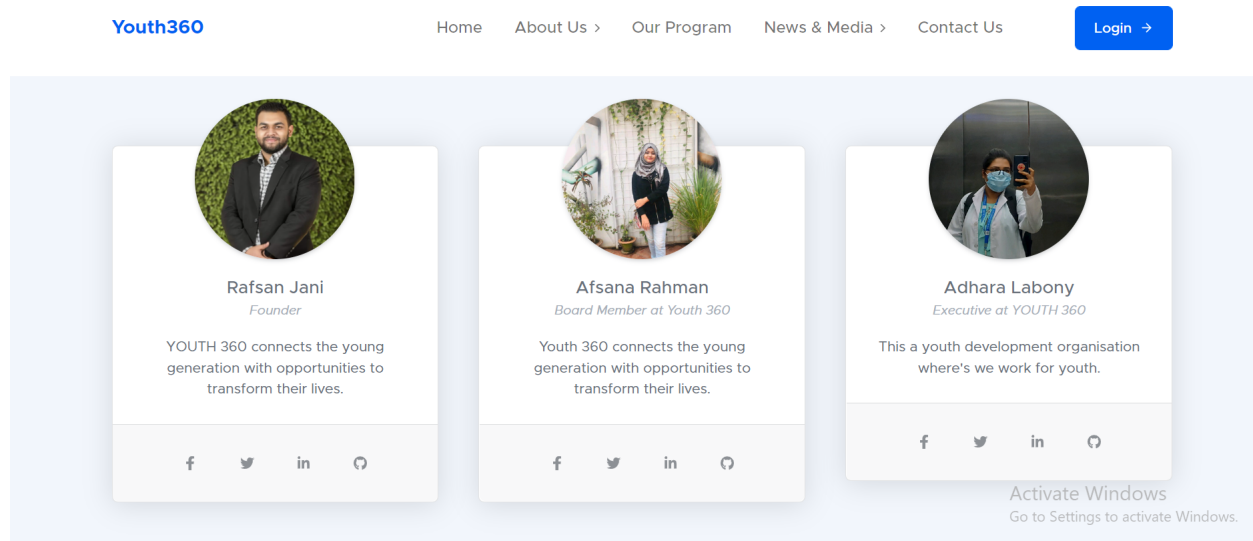 Youth360
Home
About Us
Our Program
News & Media
Contact Us
Login
Rafsan Jani
Founder
YOUTH 360 connects the young
generation with opportunities to
transform their lives.
Afsana Rahman
Board Member at Youth 360
Youth 360 connects the young
generation with opportunities to
transform their lives.
Adhara Labony
Executive at YOUTH 360
This a youth development organisation
where's we work for youth.
Activate Windows
Go to Settings to activate Windows.